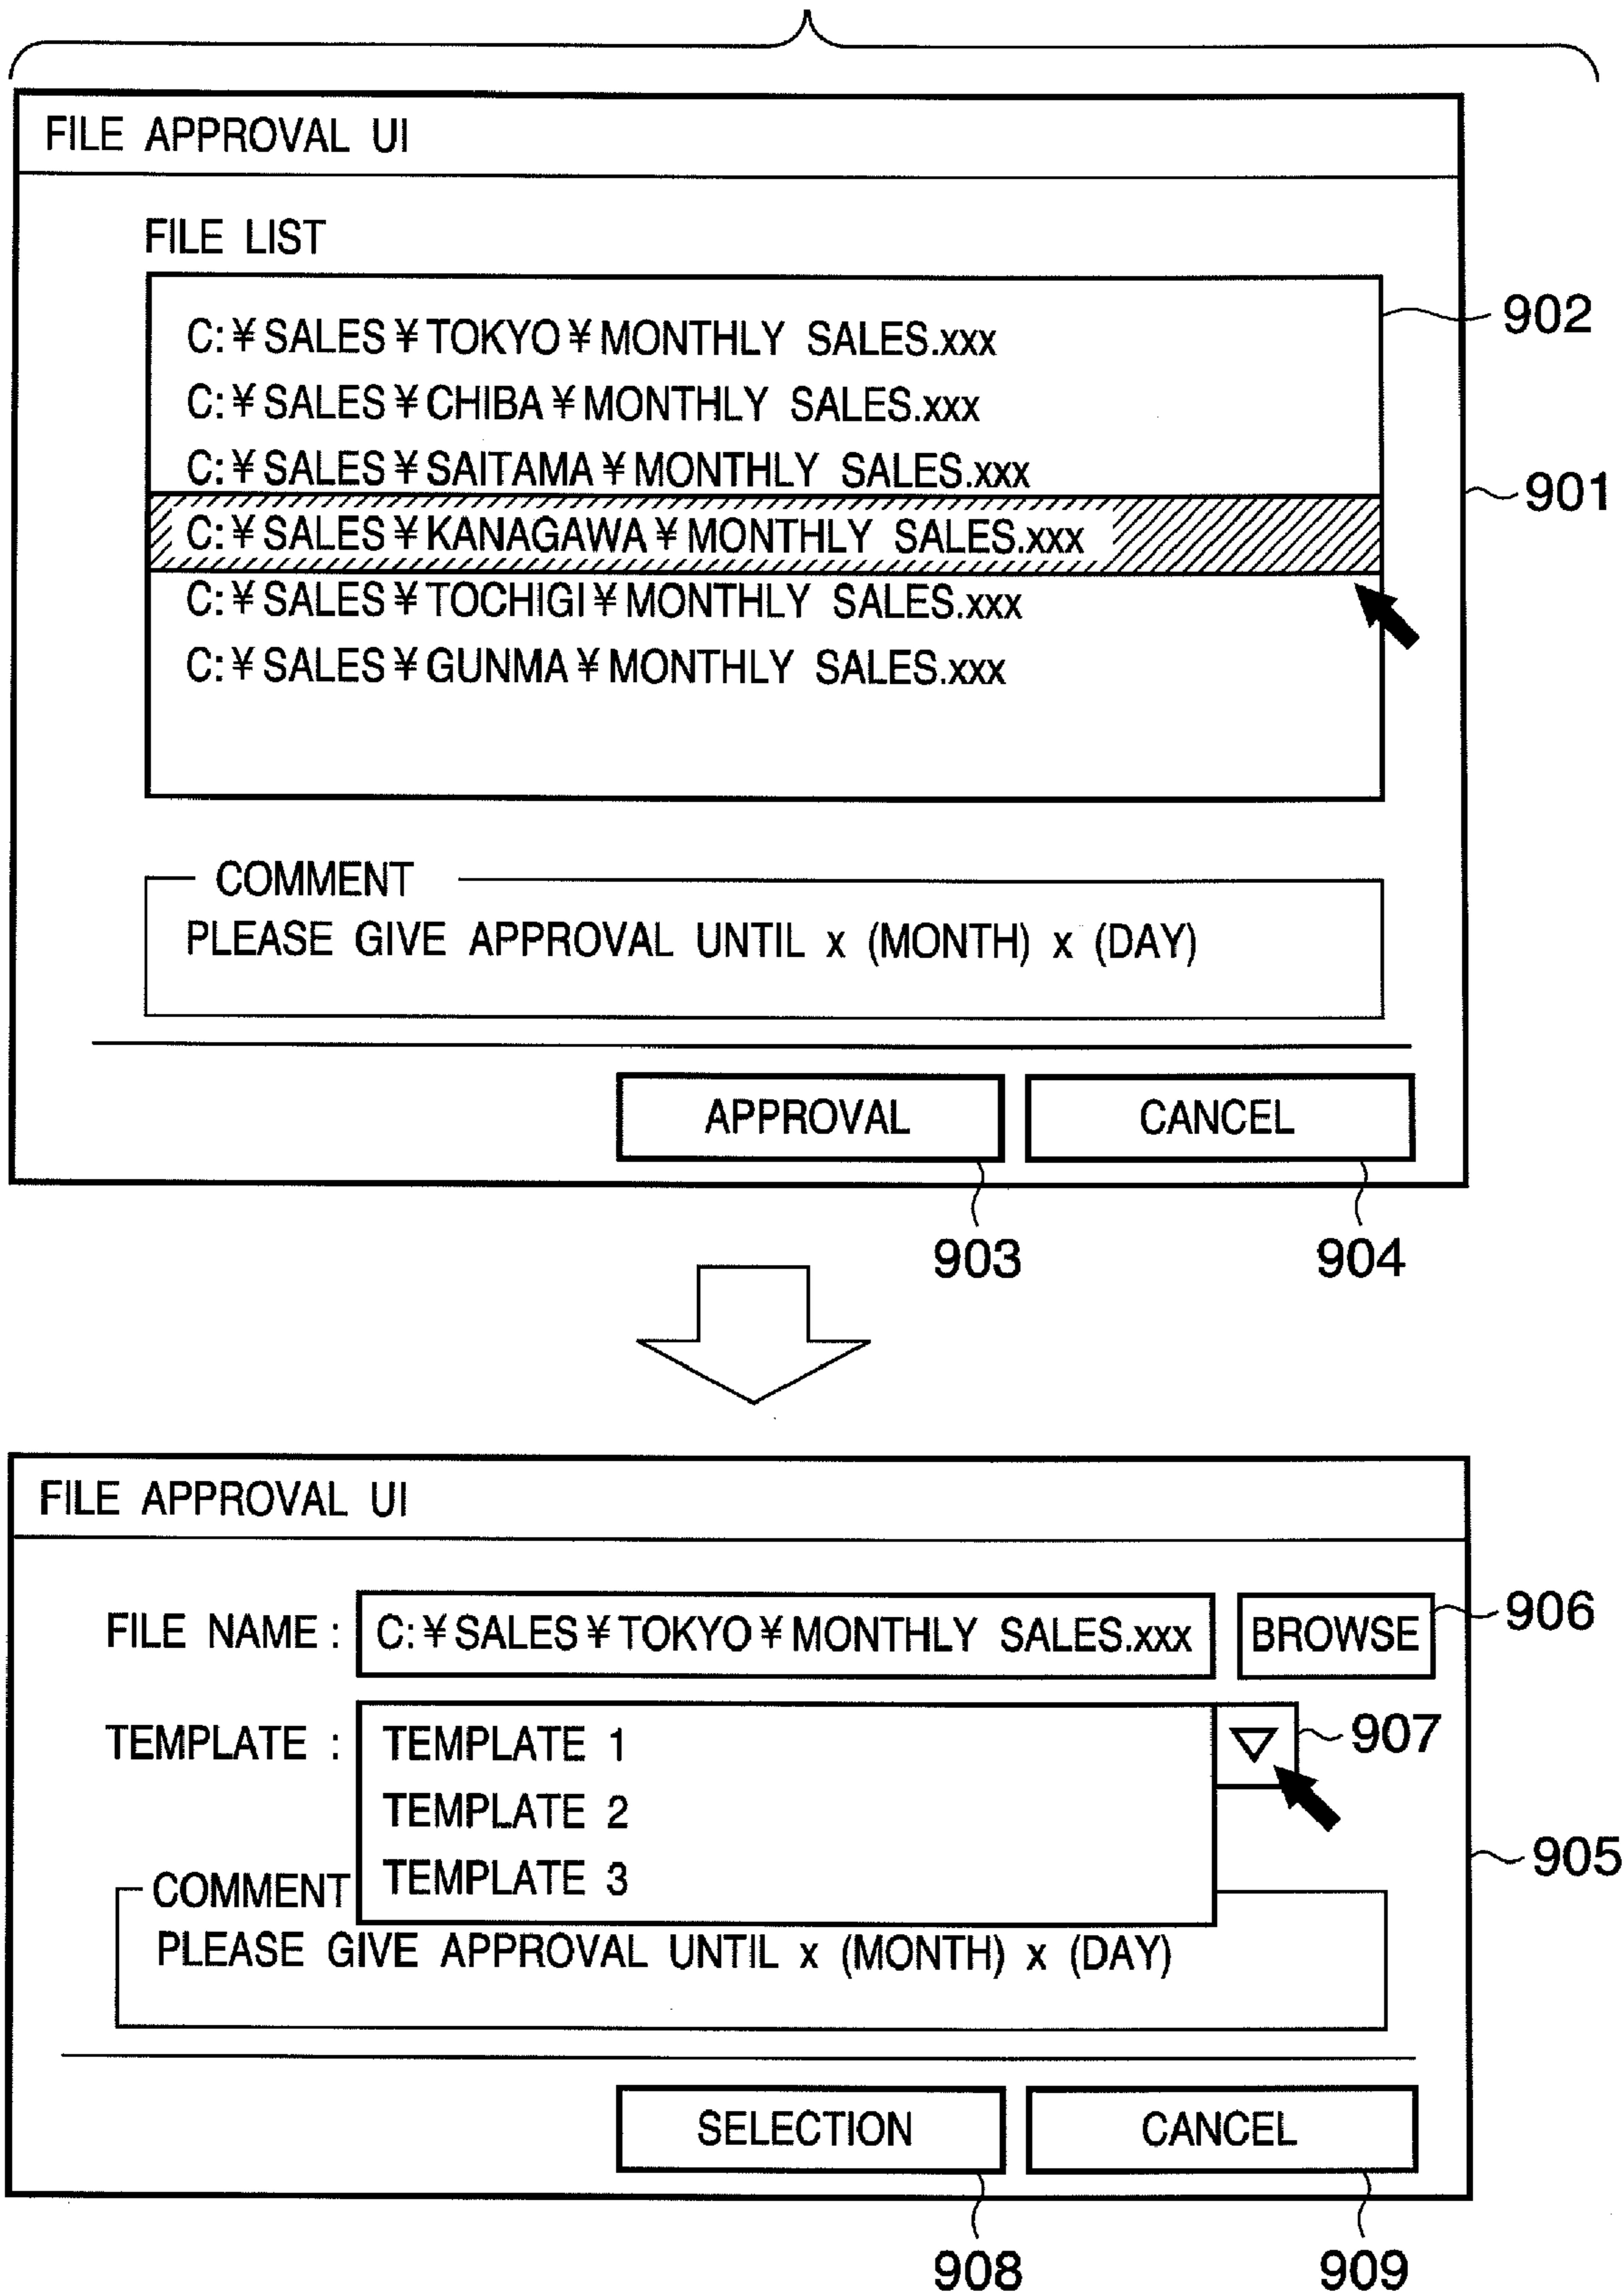 FILE APPROVAL UI
FILE LIST
C:¥SALES¥TOKYO¥MONTHLY SALES.xxx
902
C:¥SALES¥CHIBA¥MONTHLY SALES.xxx
C:¥SALES¥SAITAMA¥MONTHLY SALES.xxx
901
C:¥SALES¥KANAGAWA¥MONTHLY SALES.xxx
C:¥SALES¥TOCHIGI¥MONTHLY SALES.xxx
C:¥SALES¥GUNMA¥MONTHLY SALES.xxx
COMMENT
PLEASE GIVE APPROVAL UNTIL x (MONTH) x (DAY)
APPROVAL CANCEL
903 904
FILE APPROVAL UI
FILE NAME : C:¥SALES¥TOKYO¥MONTHLY SALES.xxx BROWSE 906
TEMPLATE : TEMPLATE 1 907
TEMPLATE 2
905
COMMENT TEMPLATE 3
PLEASE GIVE APPROVAL UNTIL x (MONTH) x (DAY)
SELECTION CANCEL
908 909